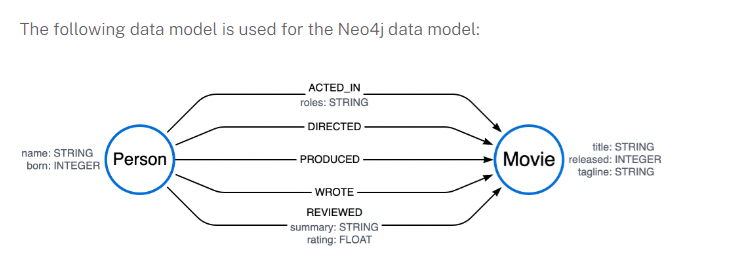 The following data model is used for the Neo4j data model:
ACTED_IN
roles: STRING
DIRECTED
name: STRING
born: INTEGER
Person
PRODUCED
Movie
title: STRING
released: INTEGER
tagline: STRING
WROTE
REVIEWED
summary: STRING
rating: FLOAT